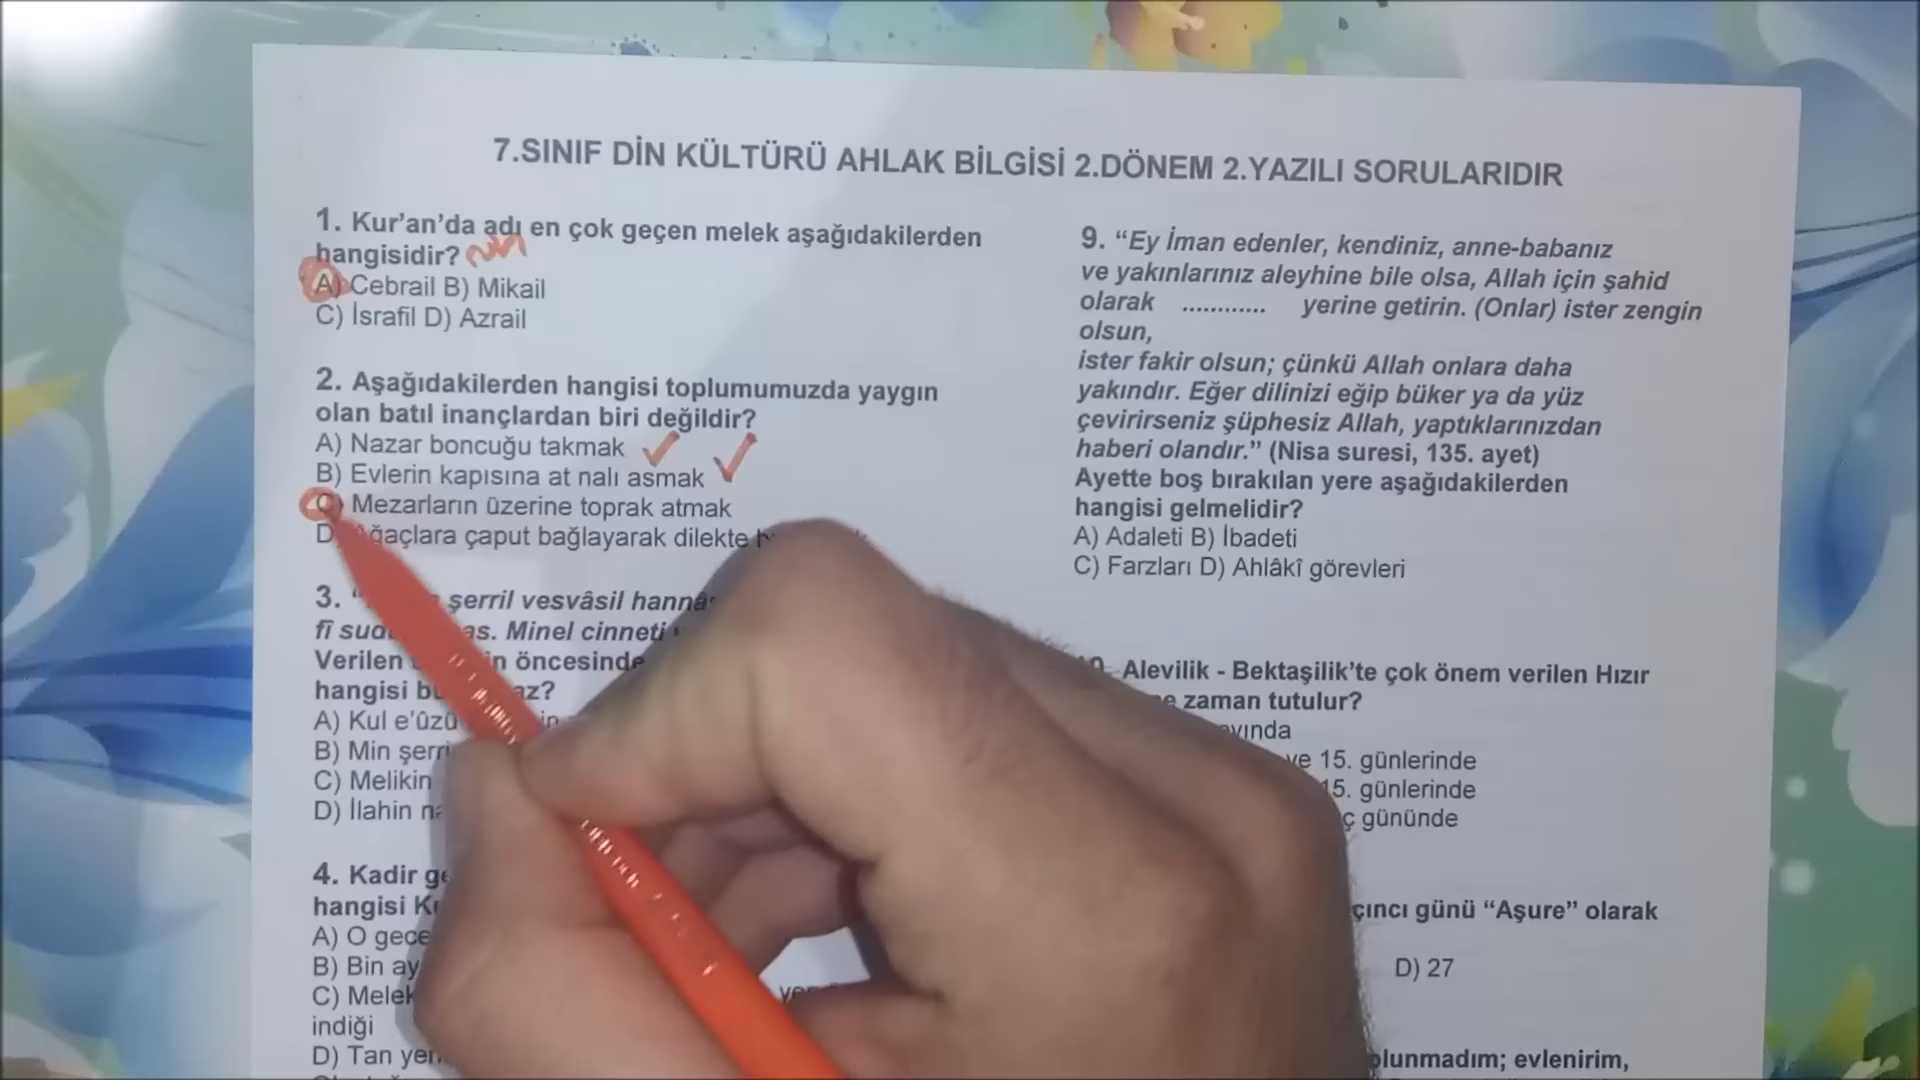 7.SINIF DİN KÜLTÜRÜ AHLAK BİLGİSİ 2.DÖNEM 2.YAZILI SORULARIDIR
1. Kur’an’da adı en çok geçen melek aşağıdakilerden
hangisidir?
A) Cebrail B) Mikail
C) İsrafil D) Azrail
2. Aşağıdakilerden hangisi toplumumuzda yaygın
olan batıl inançlardan biri değildir?
A) Nazar boncuğu takmak
B) Evlerin kapısına at nalı asmak
C) Mezarların üzerine toprak atmak
D) Ağaçlara çaput bağlayarak dilekte
3. şerril vesvâsil
fî Minel cinneti
Verilen öncesinde
hangisi
A) Kul e’ûzü
B) Min
C) Melikin
D) İlahin
4. Kadir
hangisi
A) O gece
B) Bin
C)
indiği
D) Tan
9. “Ey İman edenler, kendiniz, anne-babanız
ve yakınlarınız aleyhine bile olsa, Allah için şahid
olarak ............ yerine getirin. (Onlar) ister zengin
olsun,
ister fakir olsun; çünkü Allah onlara daha
yakındır. Eğer dilinizi eğip büker ya da yüz
çevirirseniz şüphesiz Allah, yaptıklarınızdan
haberi olandır.” (Nisa suresi, 135. ayet)
Ayette boş bırakılan yere aşağıdakilerden
hangisi gelmelidir?
A) Adaleti B) İbadeti
C) Farzları D) Ahlâkî görevleri
Alevilik - Bektaşilik’te çok önem verilen Hızır
zaman tutulur?
ve 15. günlerinde
15. günlerinde
gününde
günü “Aşure” olarak
D) 27
evlenirim,